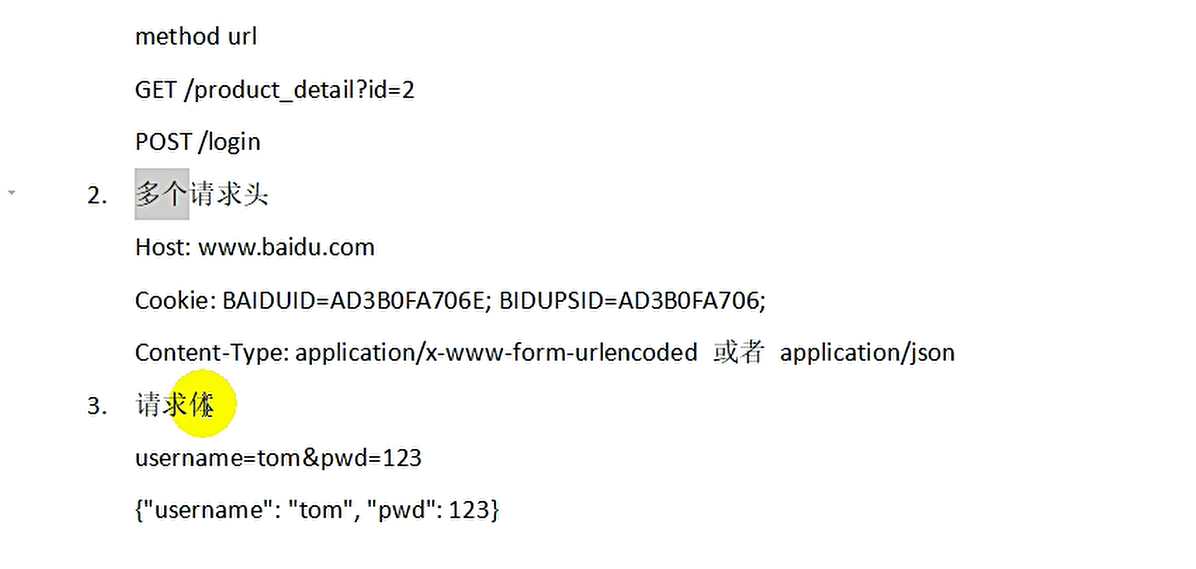 method url
GET /product_detail?id=2
POST /login
2. 多个请求头
Host: www.baidu.com
Cookie: BAIDUID=AD3B0FA706E; BIDUPSID=AD3B0FA706;
Content-Type: application/x-www-form-urlencoded 或者 application/json
3. 请求体
username=tom&pwd=123
{"username": "tom", "pwd": 123}